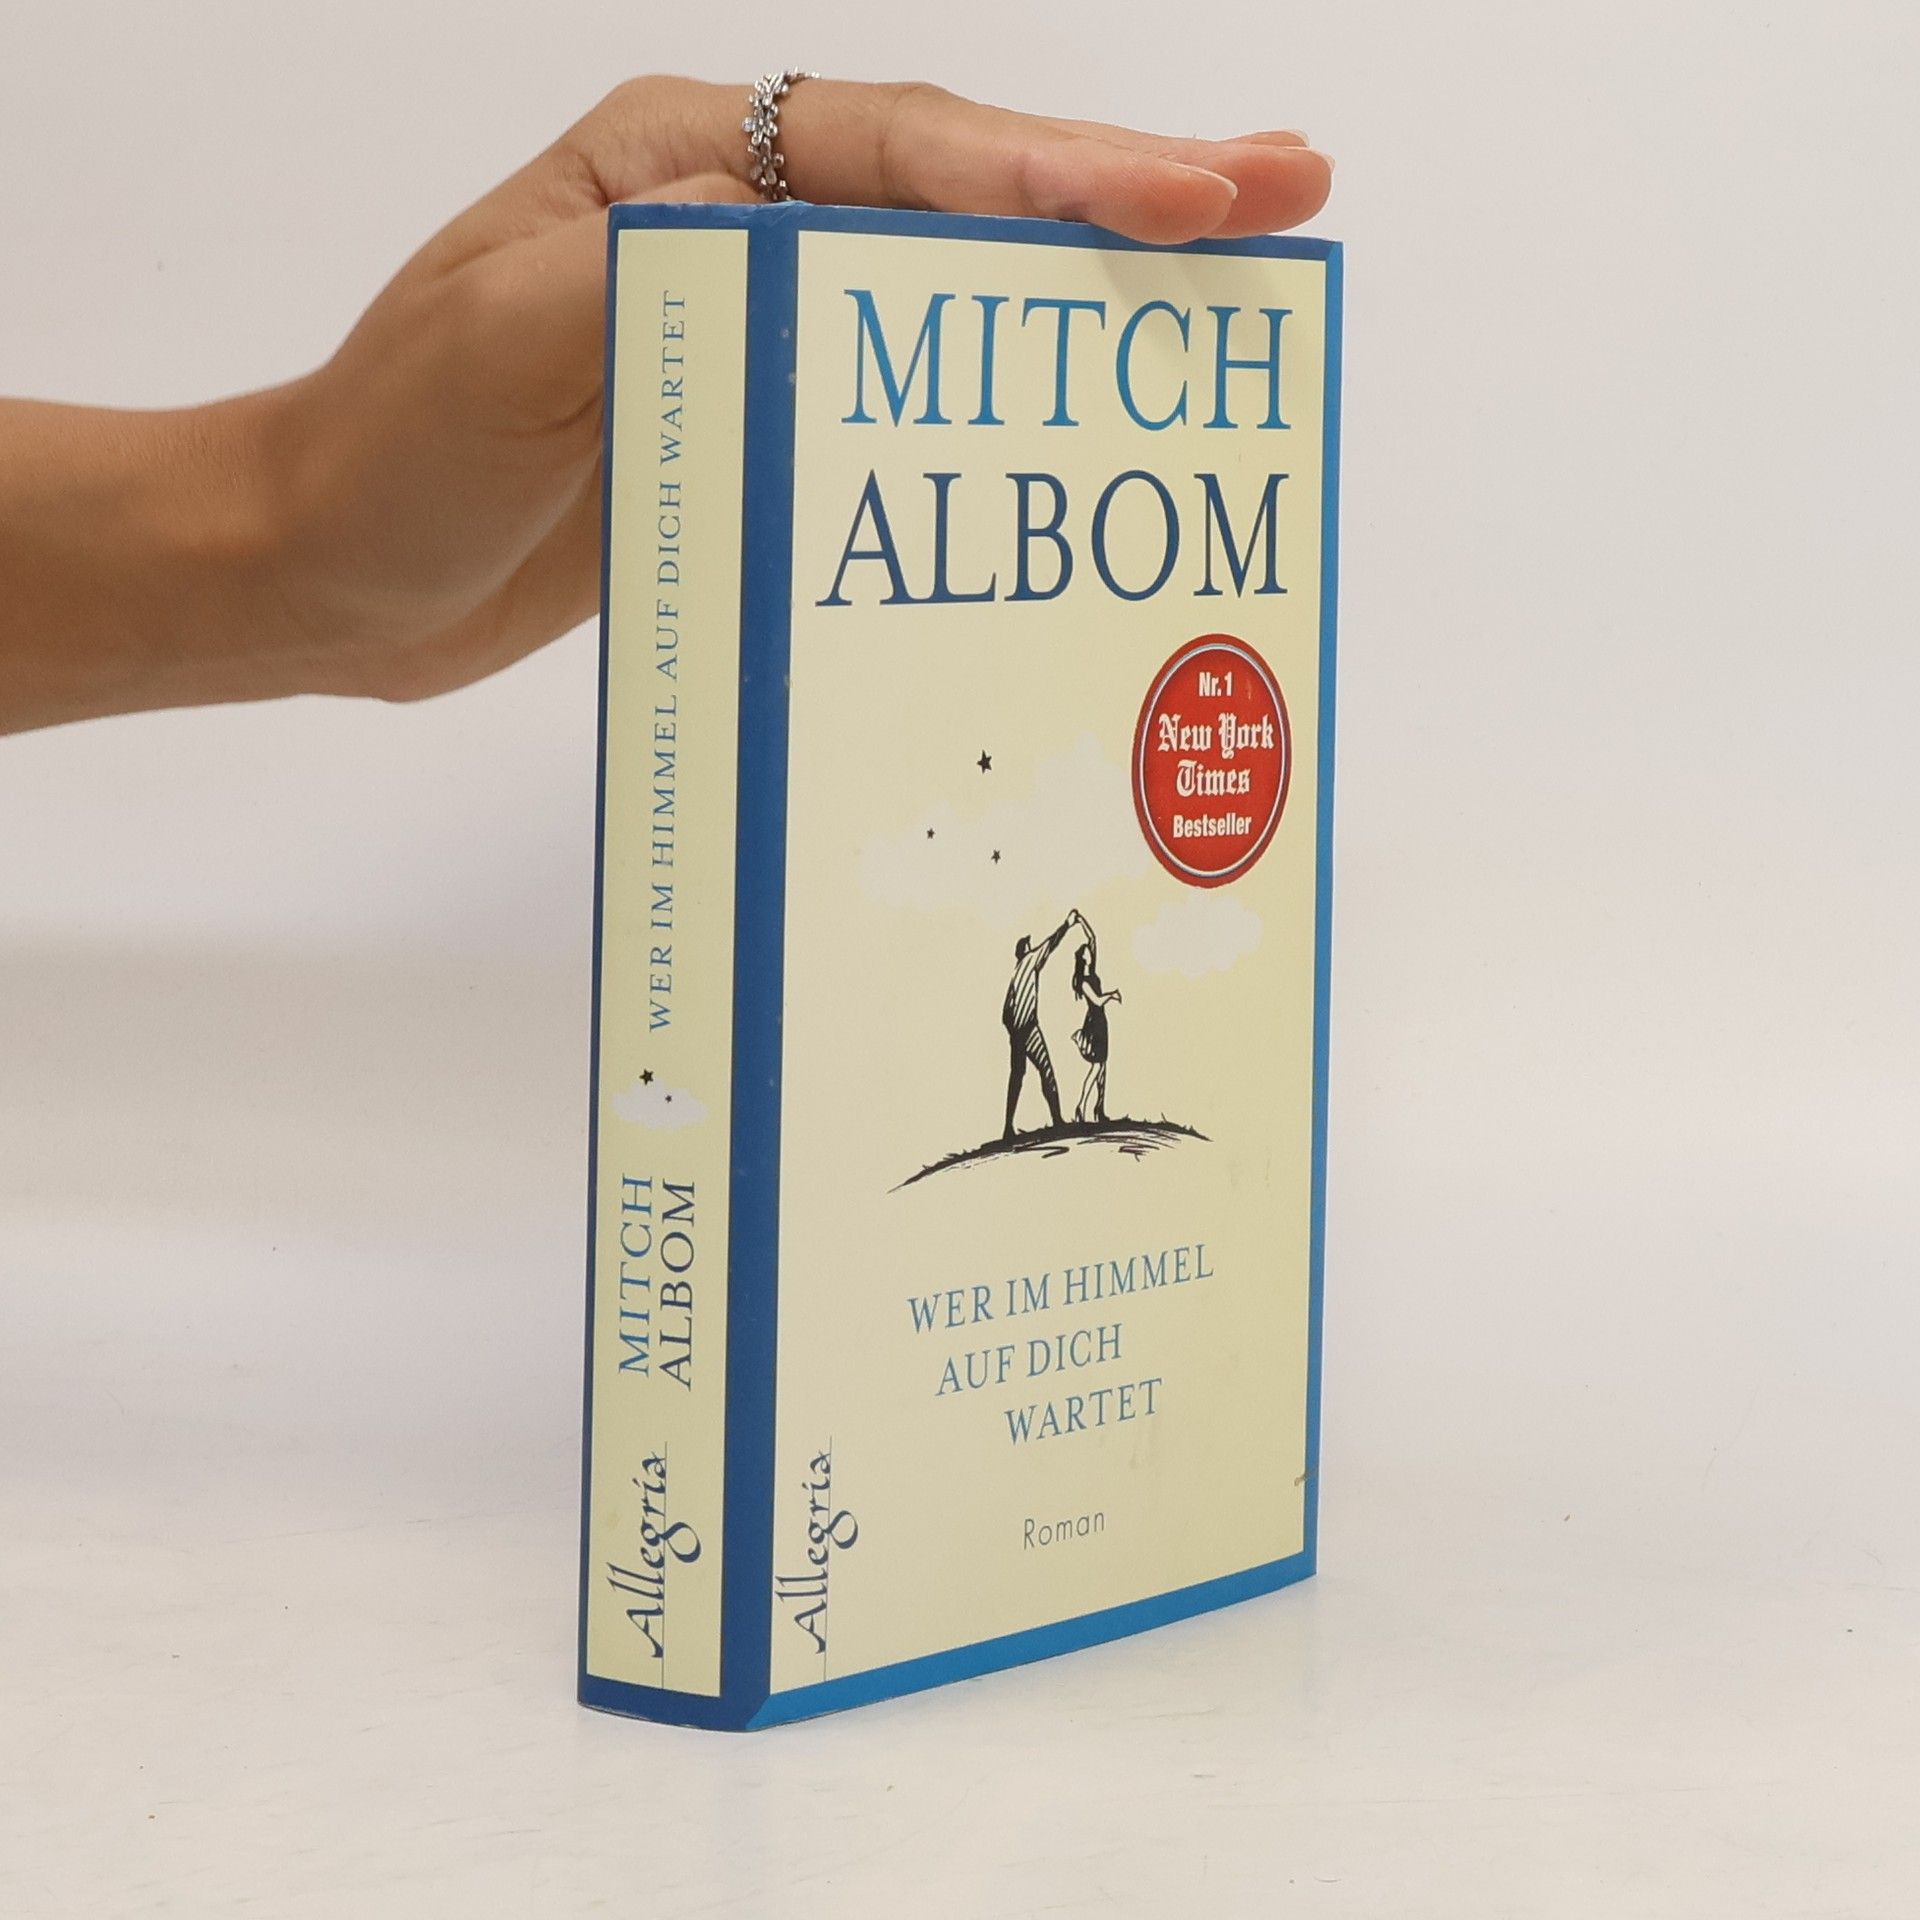 WER IM HIMMEL AUF DICH WARTET
MITCH
ALBOM
Allegria
MITCH
ALBOM
Nr. 1
New York
Times
Bestseller
WER IM HIMMEL
AUF DICH
WARTET
Roman
Allegria